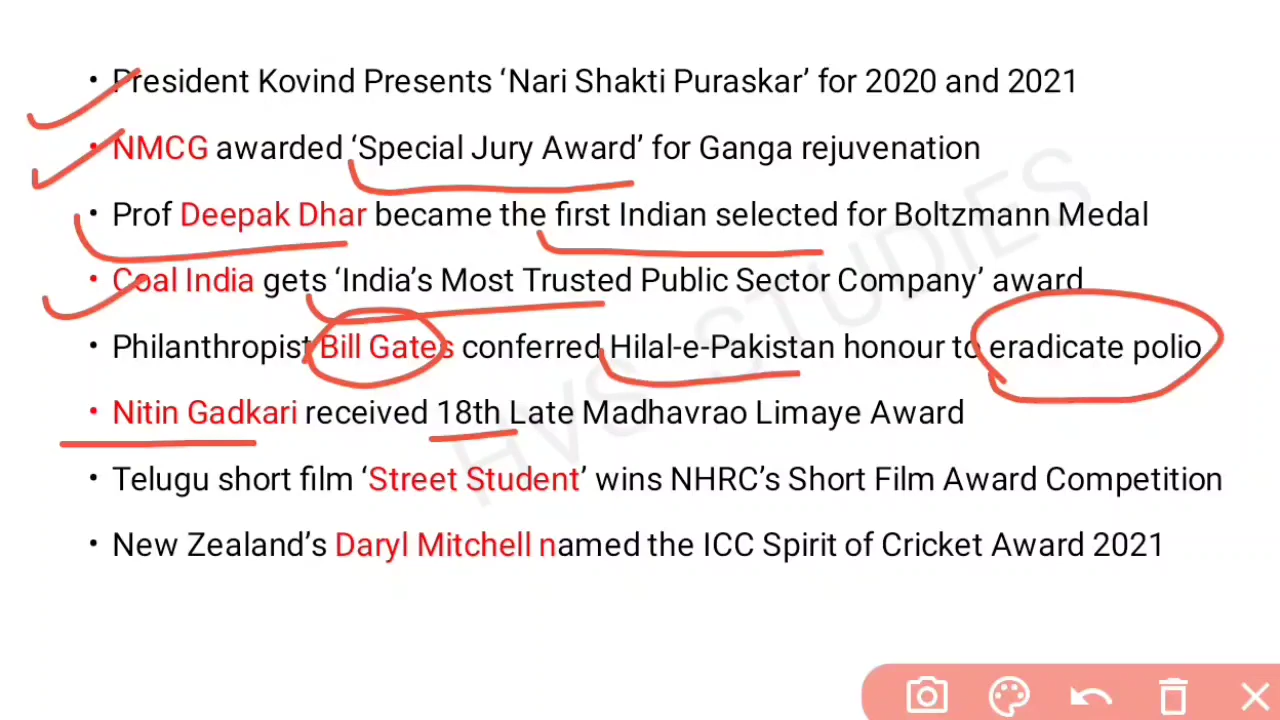 • President Kovind Presents ‘Nari Shakti Puraskar’ for 2020 and 2021
• NMCG awarded ‘Special Jury Award’ for Ganga rejuvenation
• Prof Deepak Dhar became the first Indian selected for Boltzmann Medal
• Coal India gets ‘India’s Most Trusted Public Sector Company’ award
• Philanthropist Bill Gates conferred Hilal-e-Pakistan honour to eradicate polio
• Nitin Gadkari received 18th Late Madhavrao Limaye Award
• Telugu short film ‘Street Student’ wins NHRC’s Short Film Award Competition
• New Zealand’s Daryl Mitchell named the ICC Spirit of Cricket Award 2021
HVS STUDIES